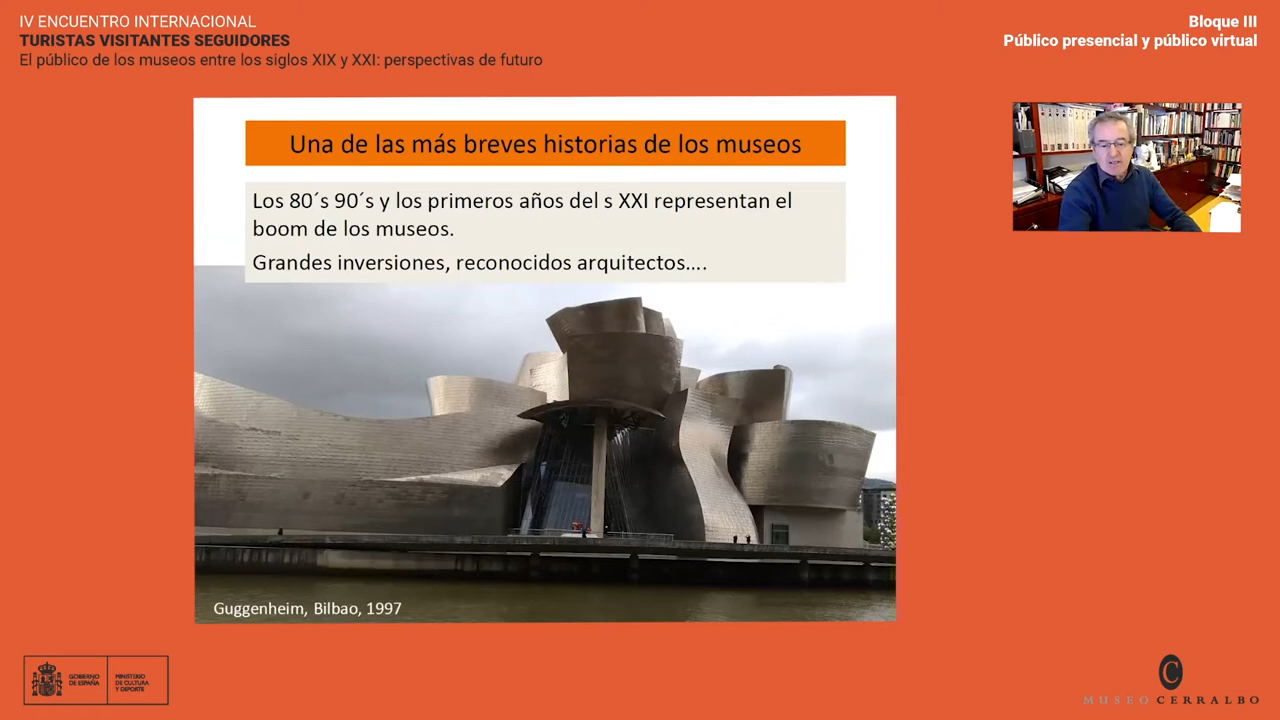 IV ENCUENTRO INTERNACIONAL
TURISTAS VISITANTES SEGUIDORES
El público de los museos entre los siglos XIX y XXI: perspectivas de futuro
Bloque III
Público presencial y público virtual
Una de las más breves historias de los museos
Los 80´s 90´s y los primeros años del s XXI representan el
boom de los museos.
Grandes inversiones, reconocidos arquitectos....
Guggenheim, Bilbao, 1997
GOBIERNO
DE ESPAÑA
MINISTERIO
DE CULTURA
Y DEPORTE
C
MUSEO CERRALBO